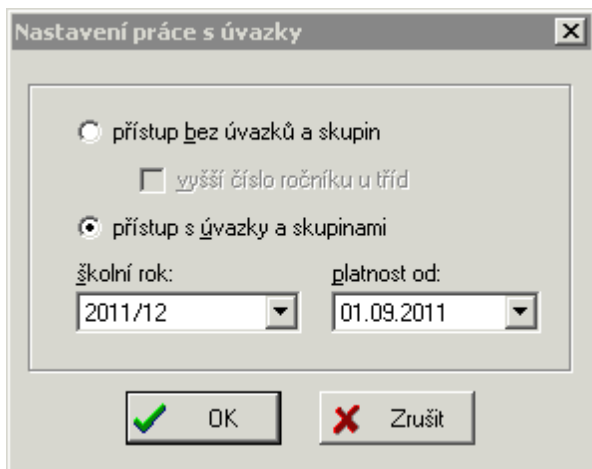 Nastavení práce s úvazky
přístup bez úvazků a skupin
vyšší číslo ročníku u tříd
přístup s úvazky a skupinami
školní rok: platnost od:
2011/12 01.09.2011
OK Zrušit